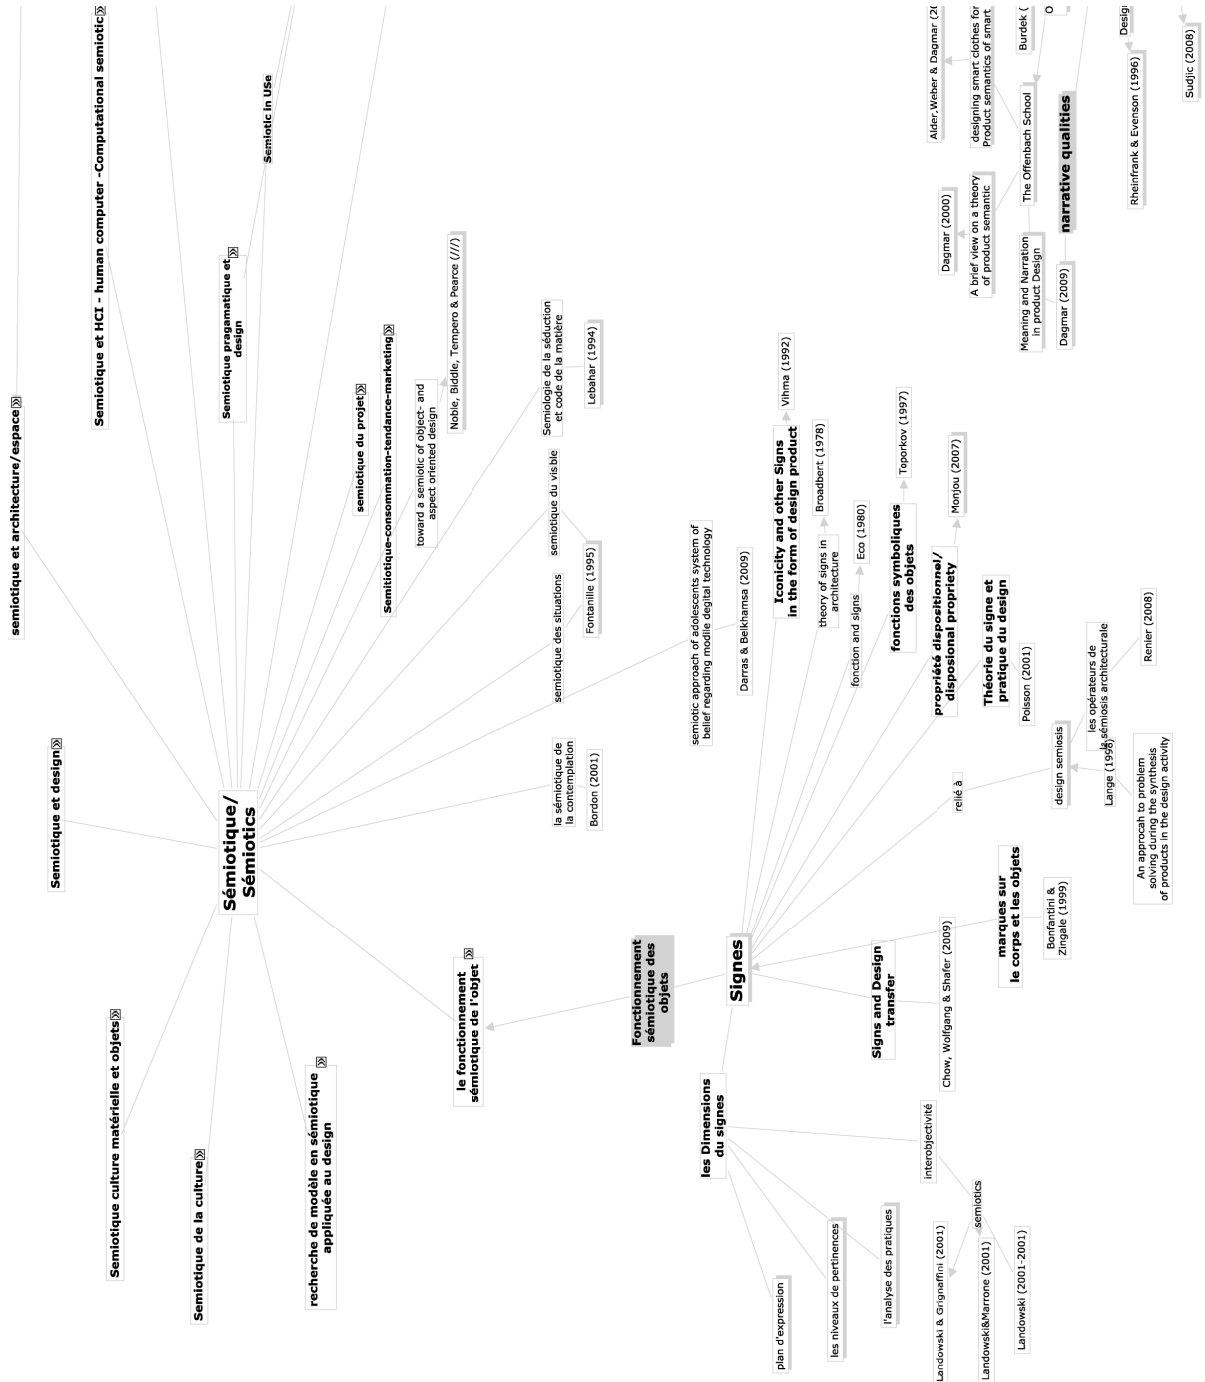 semiotique et architecture/espace
Semiotique et HCI - human computer -Computational semiotic
Semiotic in USe
Semiotique et design
Semiotique pragamatique et
design
Sémiotique/
Sémiotics
Semiotique culture matérielle et objets
Semiotique de la culture
recherche de modèle en sémiotique
appliquée au design
semiotique du projet
Semitiotique-consommation-tendance-marketing
toward a semiotic of object- and
aspect oriented design
Noble, Biddle, Tempero & Pearce (///)
le fonctionnement
sémiotique de l'objet
Semiologie de la séduction
et code de la matière
Lebahar (1994)
semiotique du visble
semiotique des situations
Fontanille (1995)
la sémiotique de
la contemplation
Bordon (2001)
Fonctionnement
sémiotique des
objets
semiotic approach of adolescents system of
belief regarding modile degital technology
Darras & Belkhamsa (2009)
Signes
les Dimensions
du signes
plan d'expression
les niveaux de pertinences
l'analyse des pratiques
interobjectivité
semiotics
Landowski & Grignaffini (2001)
Landowski&Marrone (2001)
Landowski (2001-2001)
Iconicity and other Signs
in the form of design product
Vihma (1992)
theory of signs in
architecture
Broadbert (1978)
fonction and signs
Eco (1980)
fonctions symboliques
des objets
Toporkov (1997)
propriété dispositionnel/
disposional propriety
Monjou (2007)
Théorie du signe et
pratique du design
Poisson (2001)
relié à
design semiosis
les opérateurs de
la sémiosis architecturale
Renier (2008)
Lange (1998)
An approcah to problem
solving during the synthesis
of products in the design activity
Signs and Design
transfer
Chow, Wolfgang & Shafer (2009)
marques sur
le corps et les objets
Bonfantini &
Zingale (1999)
Alder,Weber & Dagmar (20
designing smart clothes for
Product semantics of smart
Burdek (
O
The Offenbach School
Dagmar (2000)
A brief view on a theory
of product semantic
Meaning and Narration
in product Design
narrative qualities
Dagmar (2009)
Desig
Rheinfrank & Evenson (1996)
Sudjic (2008)